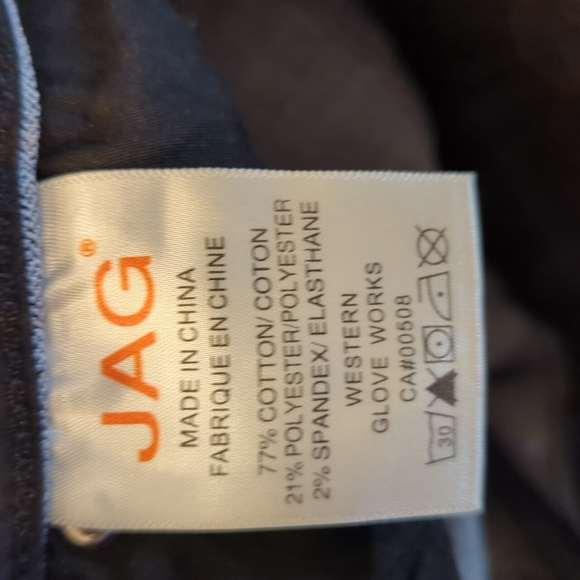 JAG®
MADE IN CHINA
FABRIQUE EN CHINE
77% COTTON/ COTON
21% POLYESTER/POLYESTER
2% SPANDEX/ ELASTHANE
WESTERN
GLOVE WORKS
CA#00508
30